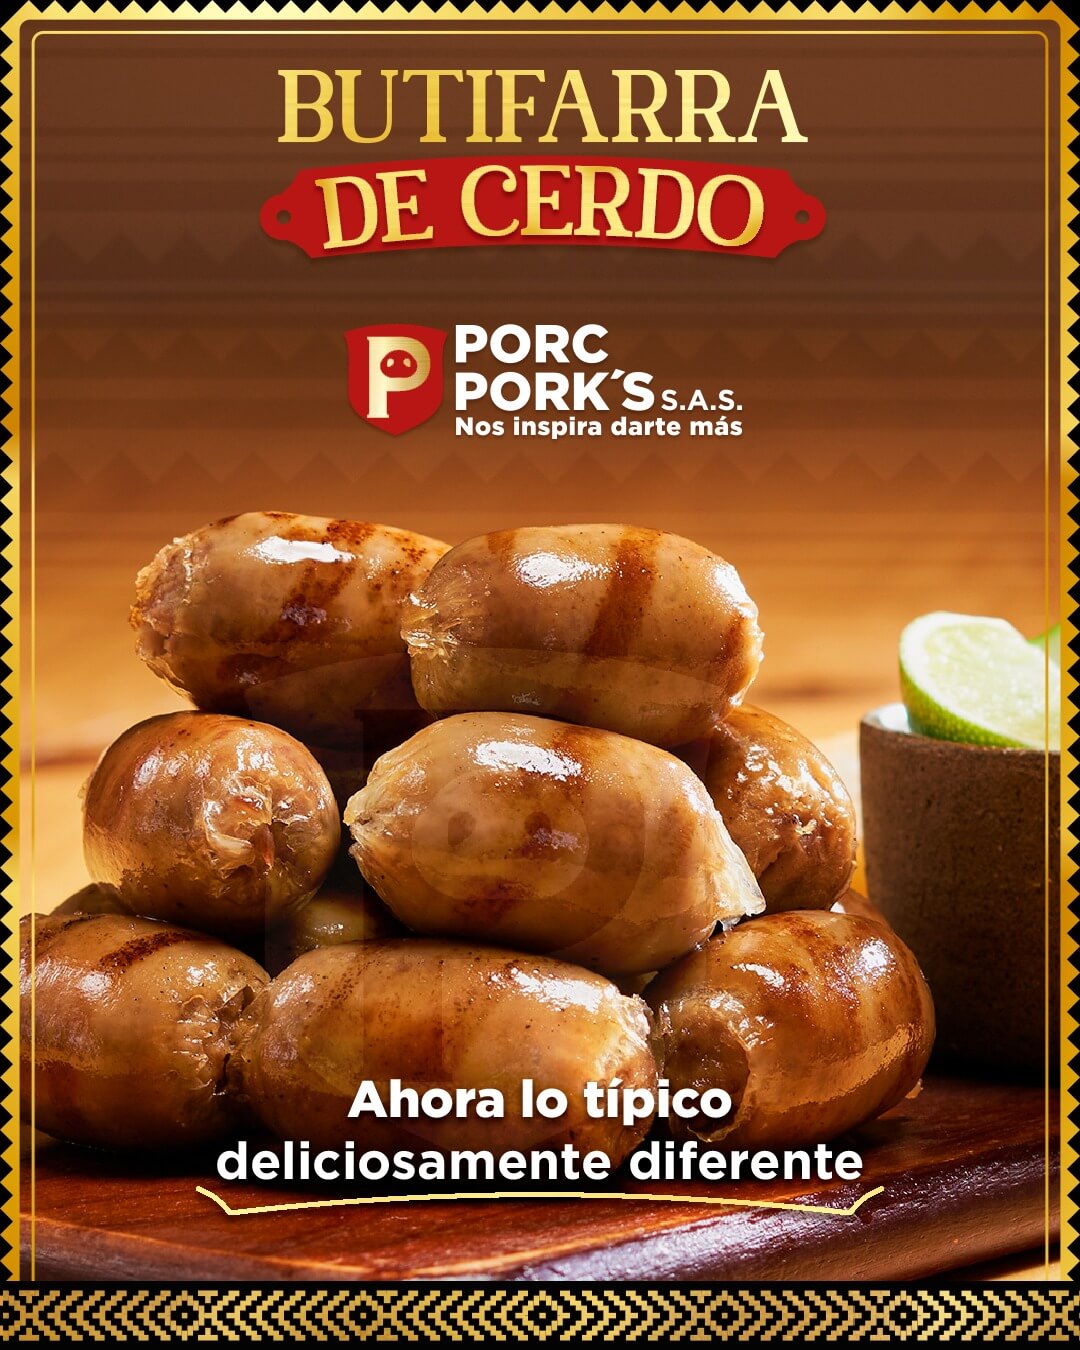 BUTIFARRA
DE CERDO
P
PORC
PORK´S S.A.S.
Nos inspira darte más
Ahora lo típico
deliciosamente diferente